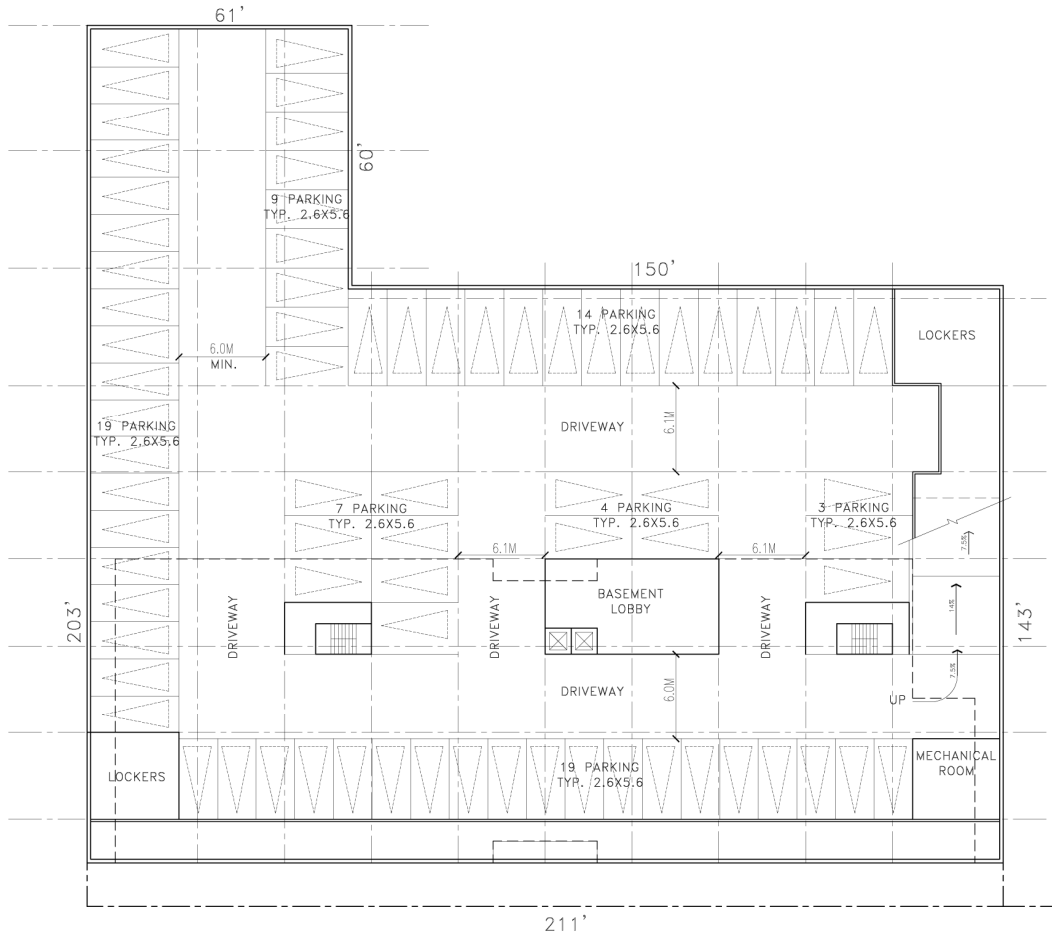 61'
60'
9 PARKING
TYP. 2.6X5.6
150'
14 PARKING
TYP. 2.6X5.6
LOCKERS
6.0M
MIN.
19 PARKING
TYP. 2.6X5.6
DRIVEWAY
6.1M
7 PARKING
TYP. 2.6X5.6
4 PARKING
TYP. 2.6X5.6
3 PARKING
TYP. 2.6X5.6
6.1M
6.1M
7.5%
203'
DRIVEWAY
DRIVEWAY
BASEMENT
LOBBY
DRIVEWAY
14%
143'
DRIVEWAY
6.0M
7.5%
UP
LOCKERS
19 PARKING
TYP. 2.6X5.6
MECHANICAL
ROOM
211'